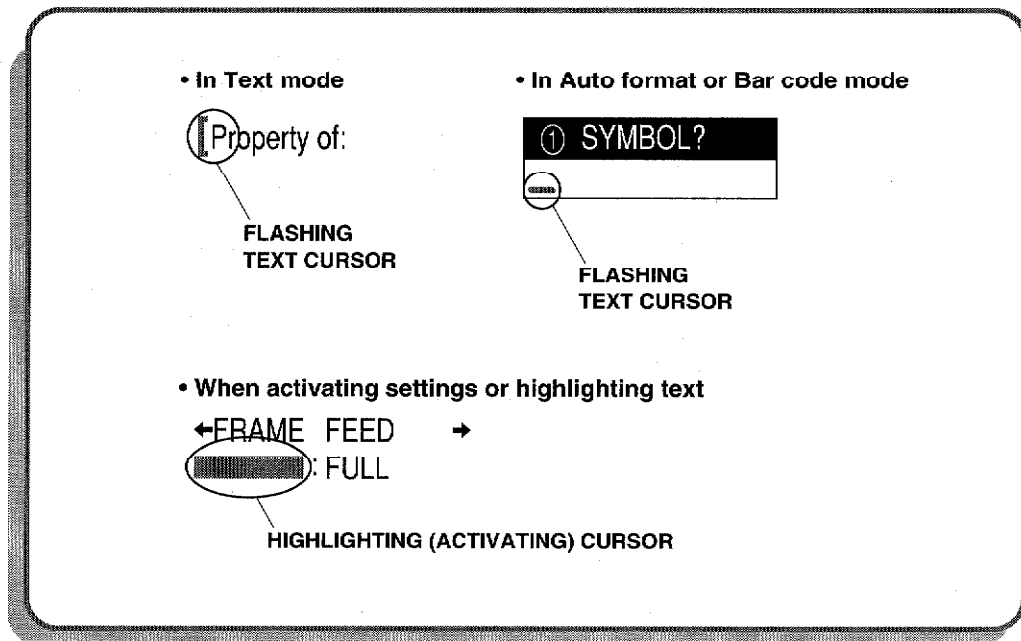 • In Text mode
Property of:
FLASHING
TEXT CURSOR
• In Auto format or Bar code mode
① SYMBOL?
FLASHING
TEXT CURSOR
• When activating settings or highlighting text
←FRAME FEED →
: FULL
HIGHLIGHTING (ACTIVATING) CURSOR